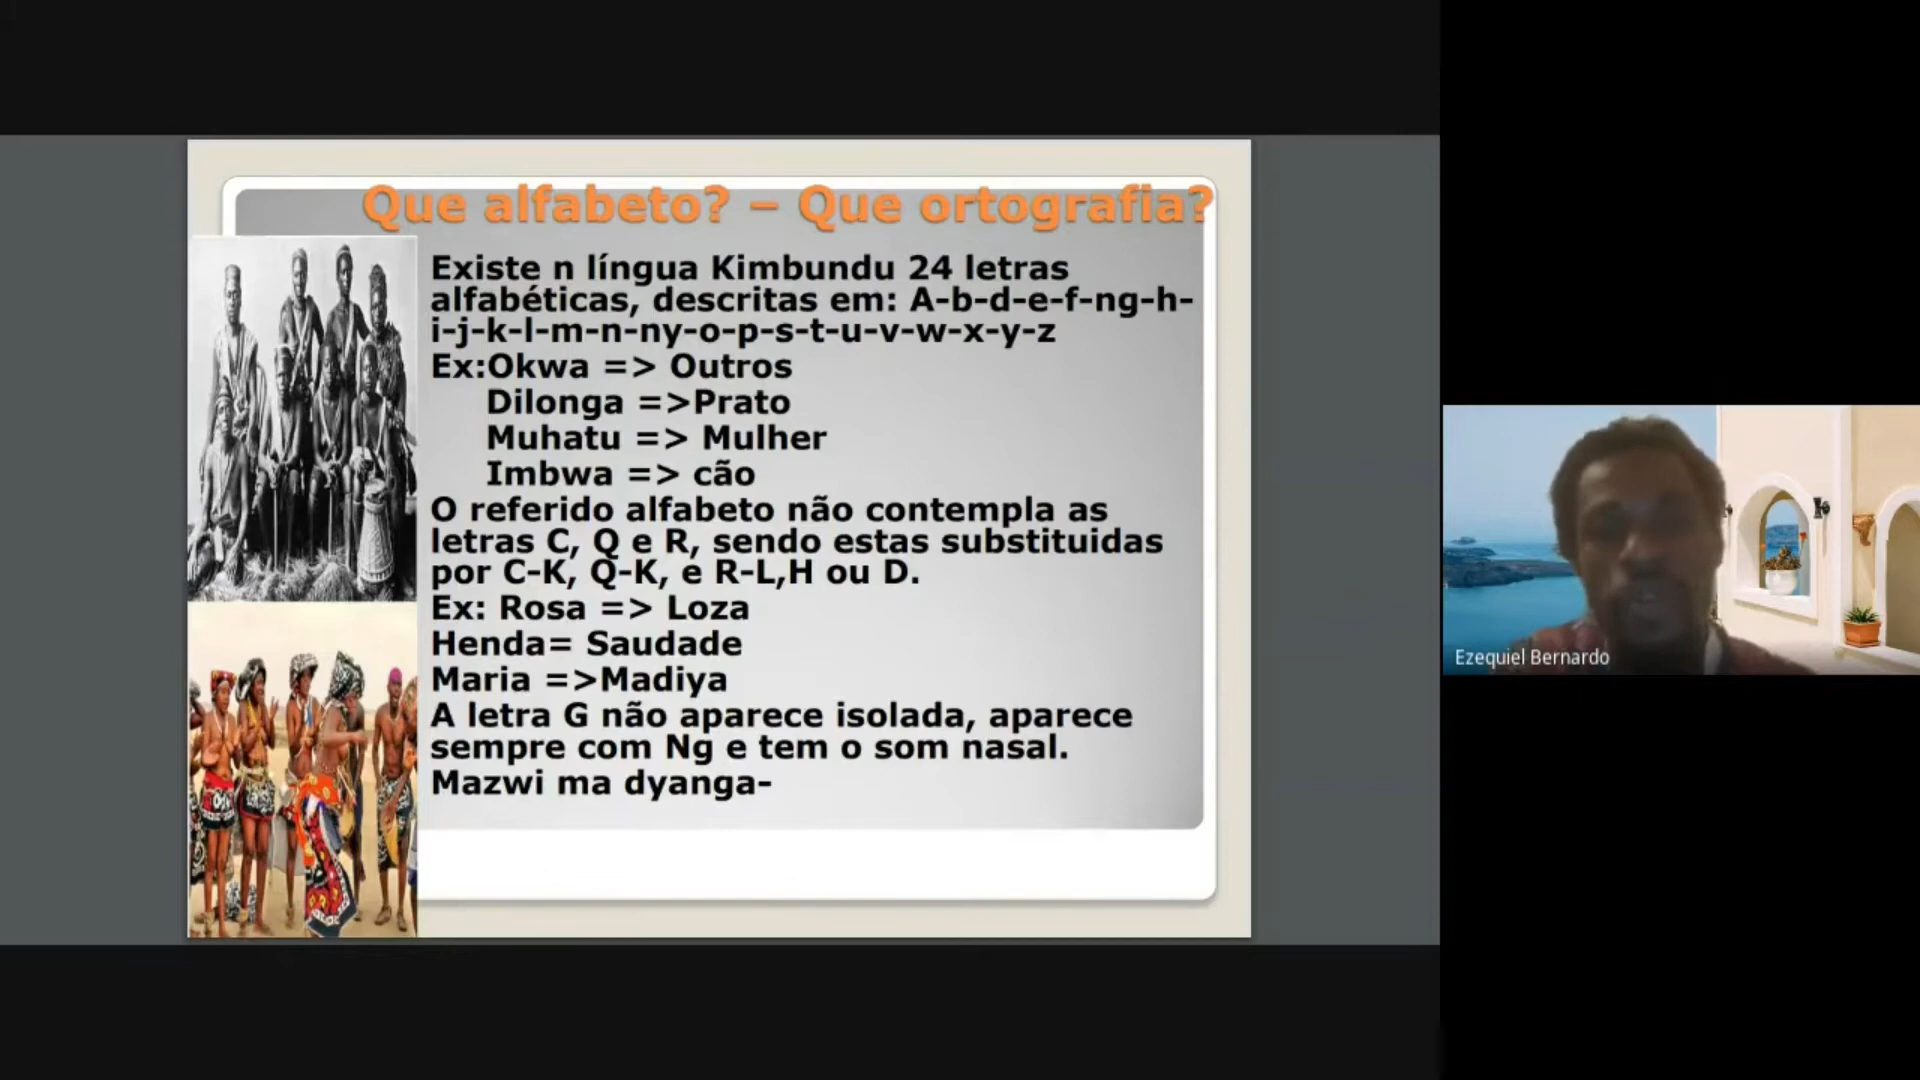 Que alfabeto? – Que ortografia?
Existe n língua Kimbundu 24 letras
alfabéticas, descritas em: A-b-d-e-f-ng-h-
i-j-k-l-m-n-ny-o-p-s-t-u-v-w-x-y-z
Ex:Okwa => Outros
Dilonga =>Prato
Muhatu => Mulher
Imbwa => cão
O referido alfabeto não contempla as
letras C, Q e R, sendo estas substituidas
por C-K, Q-K, e R-L,H ou D.
Ex: Rosa => Loza
Henda= Saudade
Maria =>Madiya
A letra G não aparece isolada, aparece
sempre com Ng e tem o som nasal.
Mazwi ma dyanga-
Ezequiel Bernardo